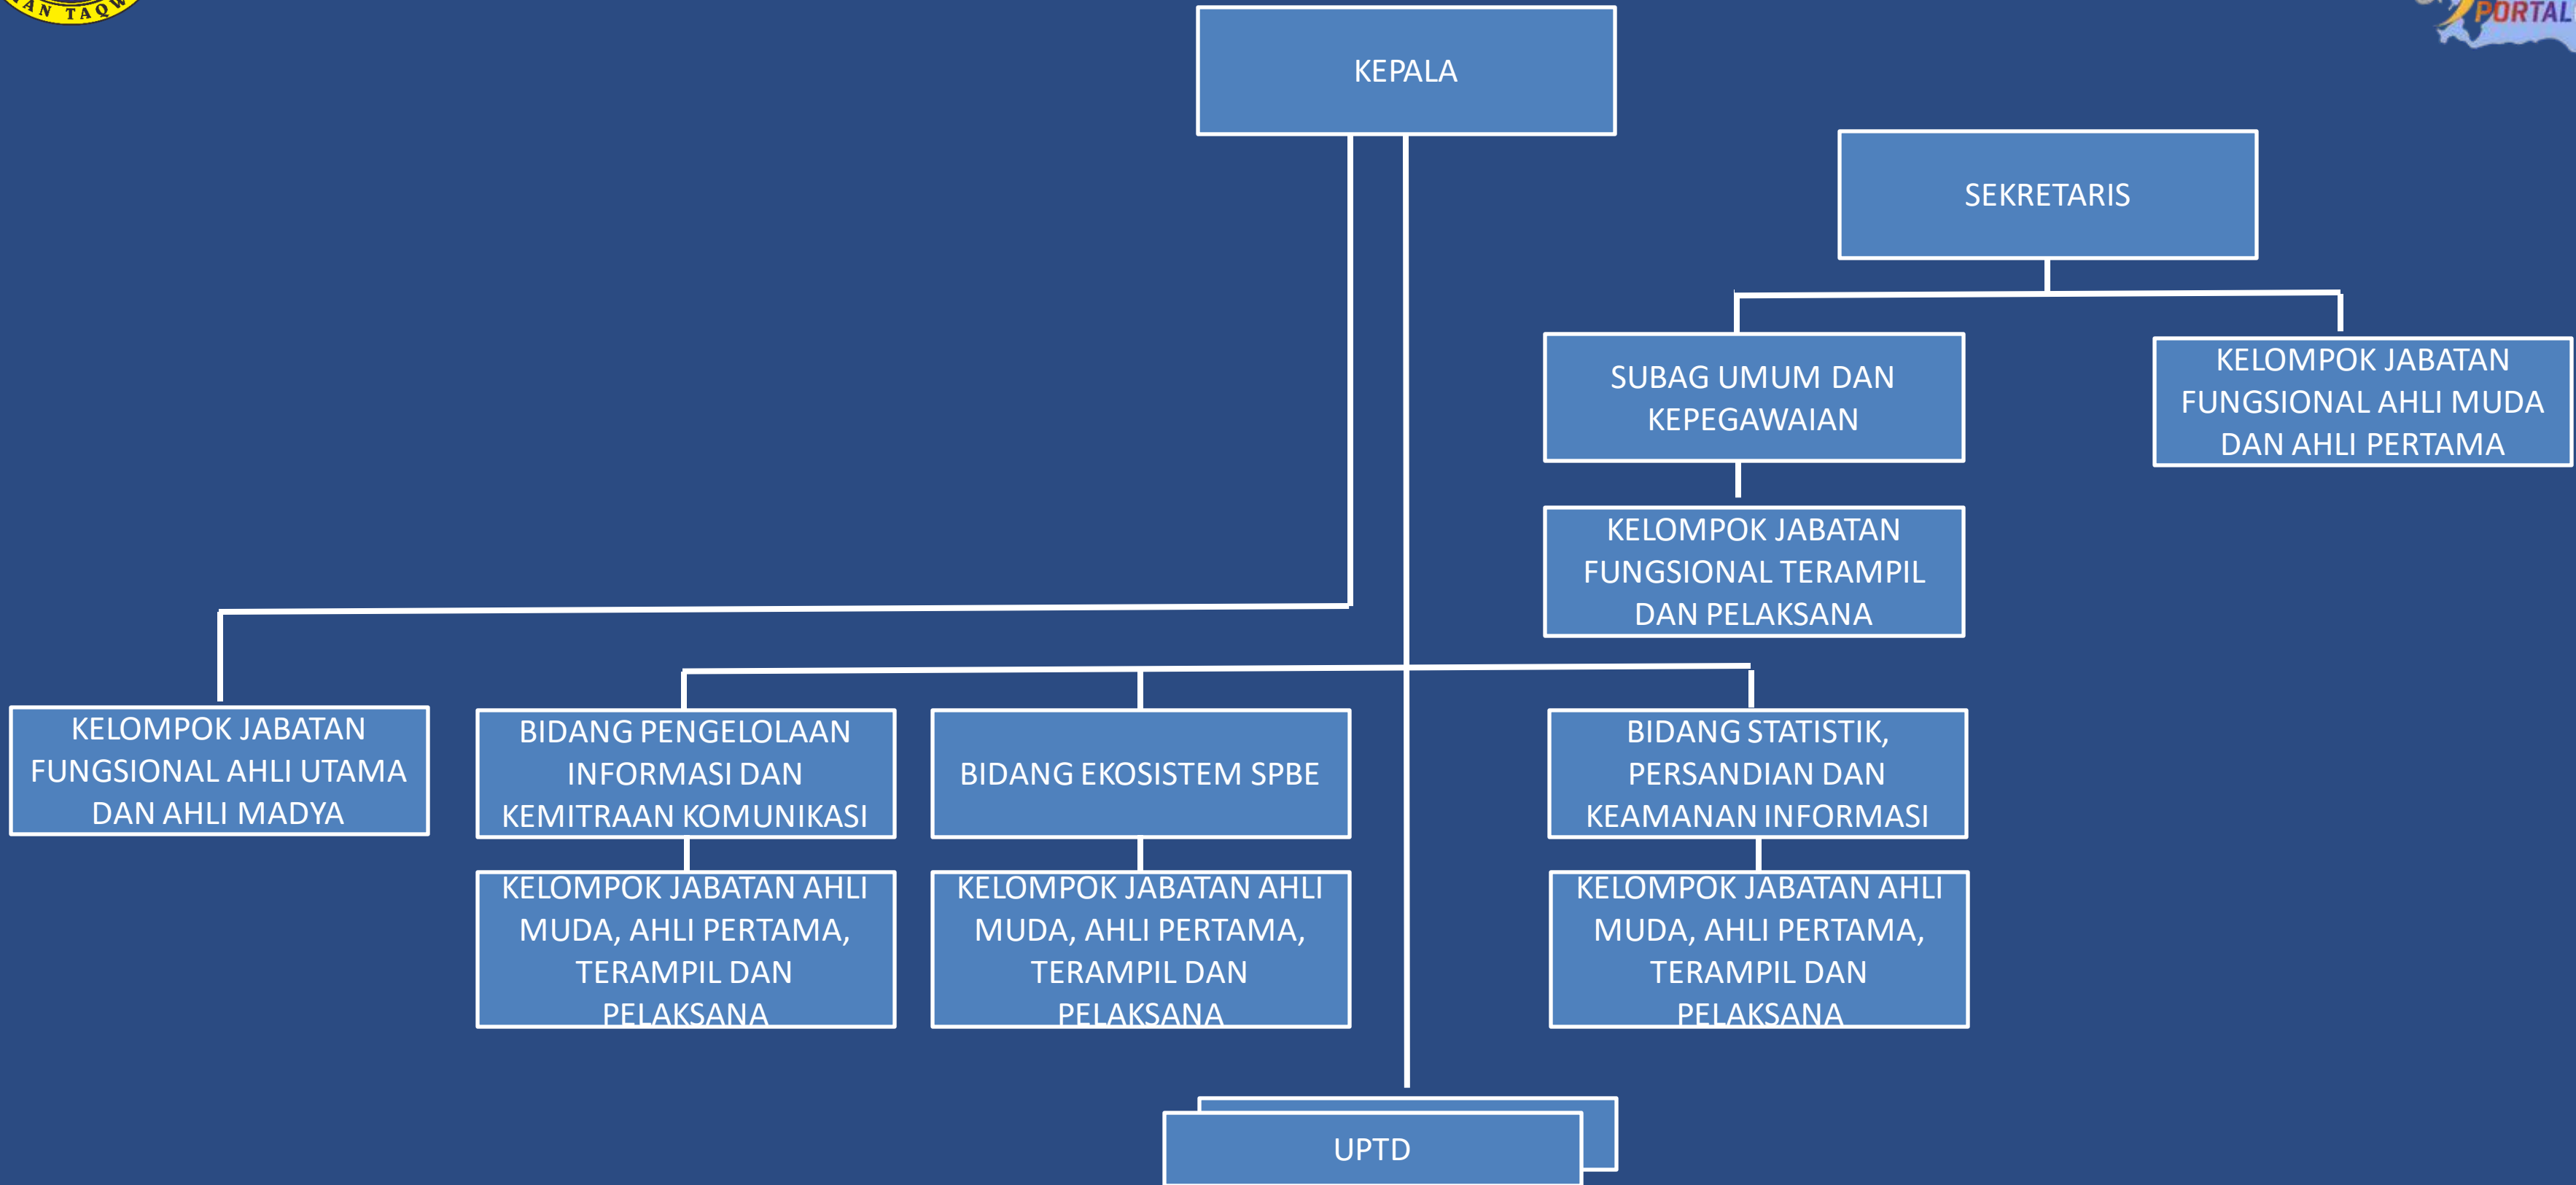 AN TAQW
PORTAL
KEPALA
SEKRETARIS
SUBAG UMUM DAN
KEPEGAWAIAN
KELOMPOK JABATAN
FUNGSIONAL AHLI MUDA
DAN AHLI PERTAMA
KELOMPOK JABATAN
FUNGSIONAL TERAMPIL
DAN PELAKSANA
KELOMPOK JABATAN
FUNGSIONAL AHLI UTAMA
DAN AHLI MADYA
BIDANG PENGELOLAAN
INFORMASI DAN
KEMITRAAN KOMUNIKASI
BIDANG EKOSISTEM SPBE
BIDANG STATISTIK,
PERSANDIAN DAN
KEAMANAN INFORMASI
KELOMPOK JABATAN AHLI
MUDA, AHLI PERTAMA,
TERAMPIL DAN
PELAKSANA
KELOMPOK JABATAN AHLI
MUDA, AHLI PERTAMA,
TERAMPIL DAN
PELAKSANA
KELOMPOK JABATAN AHLI
MUDA, AHLI PERTAMA,
TERAMPIL DAN
PELAKSANA
UPTD